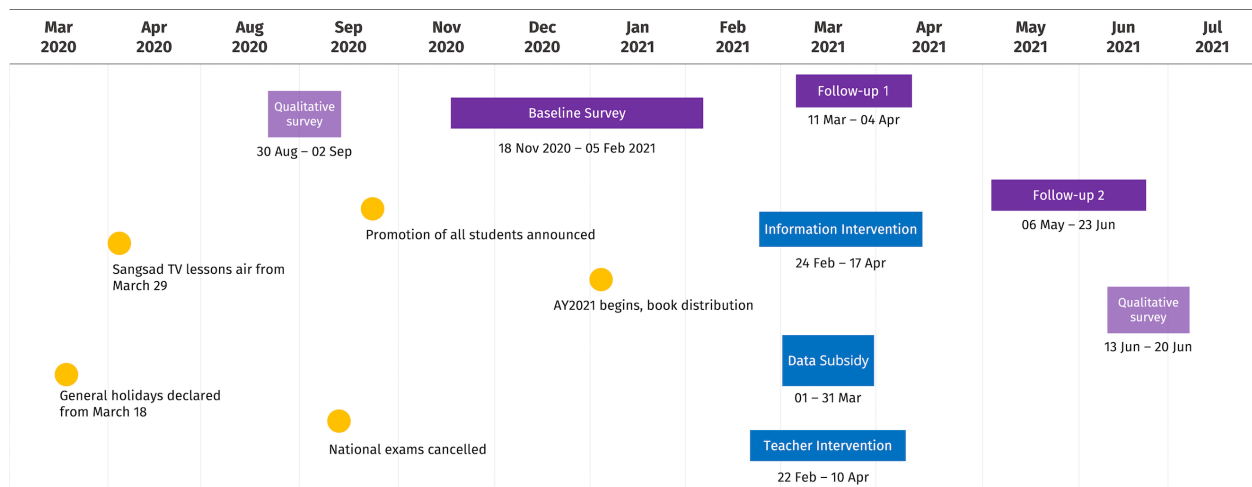 Mar Apr Aug Sep Nov Dec Jan Feb Mar Apr May Jun Jul
2020 2020 2020 2020 2020 2020 2021 2021 2021 2021 2021 2021 2021
Qualitative
survey
30 Aug – 02 Sep
Baseline Survey
18 Nov 2020 – 05 Feb 2021
Follow-up 1
11 Mar – 04 Apr
Follow-up 2
06 May – 23 Jun
Promotion of all students announced
Information Intervention
24 Feb – 17 Apr
Sangsad TV lessons air from
March 29
AY2021 begins, book distribution
Qualitative
survey
13 Jun – 20 Jun
Data Subsidy
01 – 31 Mar
General holidays declared
from March 18
National exams cancelled
Teacher Intervention
22 Feb – 10 Apr